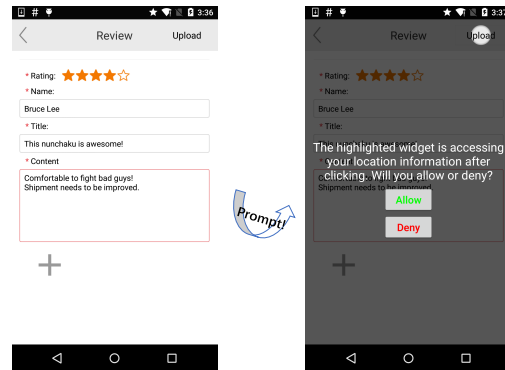 3:36
Review Upload
* Rating:
* Name:
Bruce Lee
* Title:
This nunchaku is awesome!
* Content
Comfortable to fight bad guys!
Shipment needs to be improved.
Prompt!
3:37
Review Upload
* Rating:
* Name:
Bruce Lee
* Title:
The highlighted widget is accessing
your location information after
clicking. Will you allow or deny?
Allow
Deny